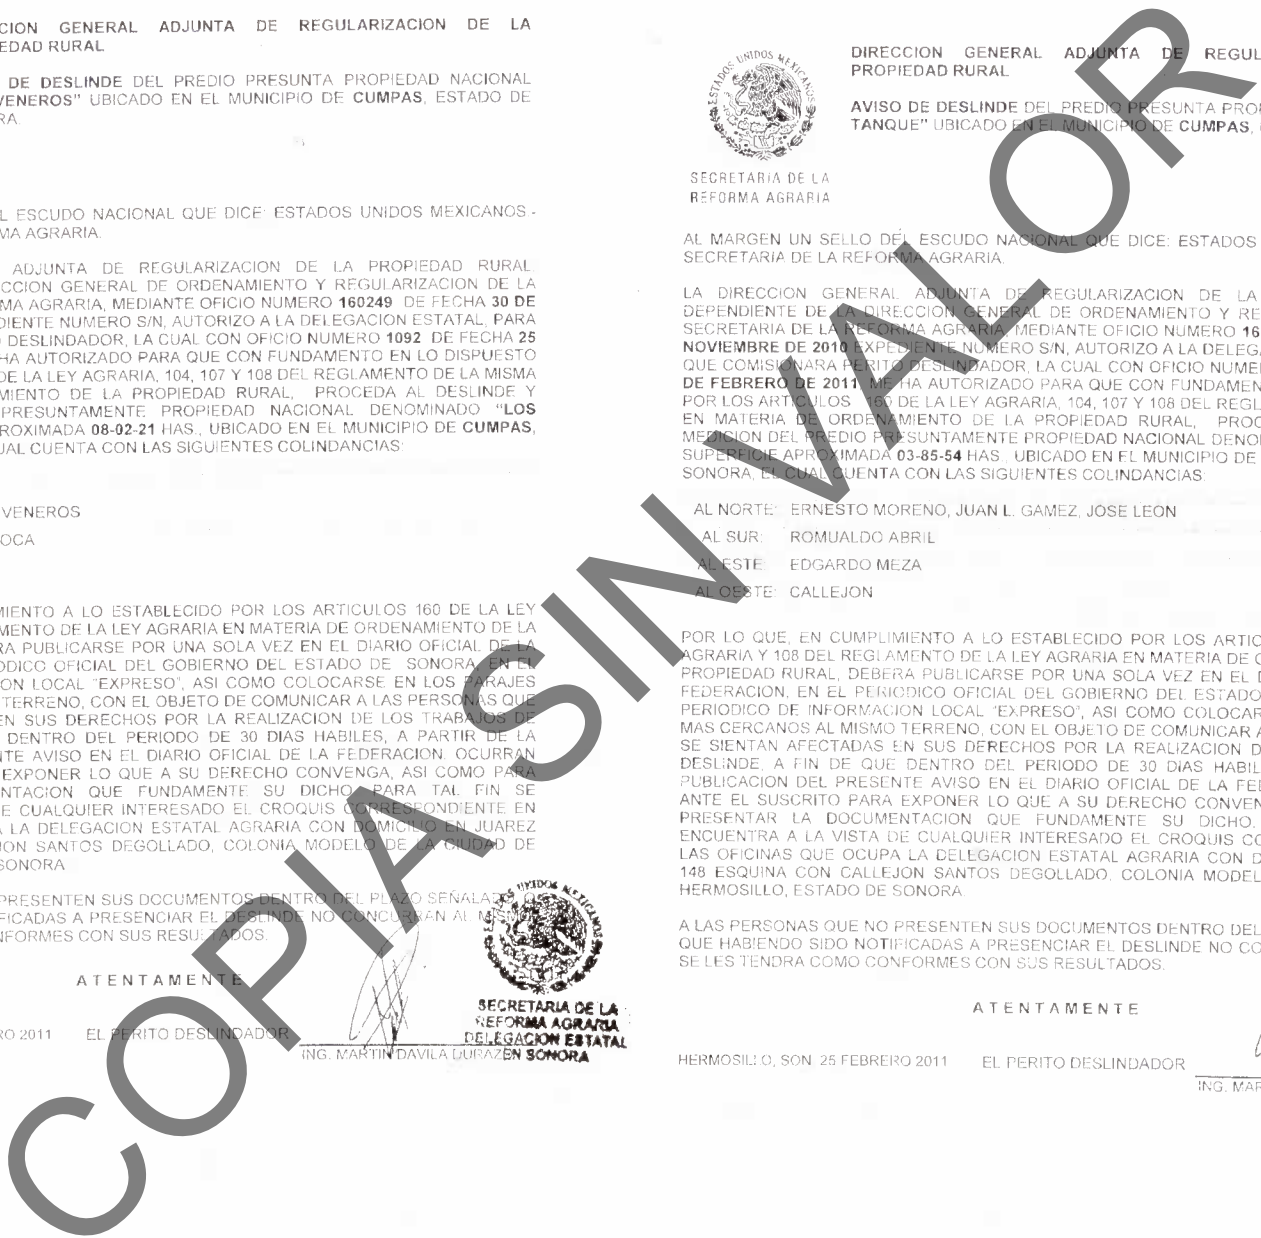 CION GENERAL ADJUNTA DE REGULARIZACION DE LA
EDAD RURAL
DE DESLINDE DEL PREDIO PRESUNTA PROPIEDAD NACIONAL
VENEROS" UBICADO EN EL MUNICIPIO DE CUMPAS, ESTADO DE
RA.
L ESCUDO NACIONAL QUE DICE: ESTADOS UNIDOS MEXICANOS.-
MA AGRARIA.
ADJUNTA DE REGULARIZACION DE LA PROPIEDAD RURAL
CCION GENERAL DE ORDENAMIENTO Y REGULARIZACION DE LA
MA AGRARIA, MEDIANTE OFICIO NUMERO 160249 DE FECHA 30 DE
DIENTE NUMERO S/N, AUTORIZO A LA DELEGACION ESTATAL, PARA
O DESLINDADOR, LA CUAL CON OFICIO NUMERO 1092 DE FECHA 25
HA AUTORIZADO PARA QUE CON FUNDAMENTO EN LO DISPUESTO
DE LA LEY AGRARIA, 104, 107 Y 108 DEL REGLAMENTO DE LA MISMA
MIENTO DE LA PROPIEDAD RURAL, PROCEDA AL DESLINDE Y
PRESUNTAMENTE PROPIEDAD NACIONAL DENOMINADO "LOS
ROXIMADA 08-02-21 HAS., UBICADO EN EL MUNICIPIO DE CUMPAS,
UAL CUENTA CON LAS SIGUIENTES COLINDANCIAS:
VENEROS
OCA
MIENTO A LO ESTABLECIDO POR LOS ARTICULOS 160 DE LA LEY
MENTO DE LA LEY AGRARIA EN MATERIA DE ORDENAMIENTO DE LA
RA PUBLICARSE POR UNA SOLA VEZ EN EL DIARIO OFICIAL DE LA
ODICO OFICIAL DEL GOBIERNO DEL ESTADO DE SONORA, EN EL
ON LOCAL "EXPRESO", ASI COMO COLOCARSE EN LOS PARAJES
TERRENO, CON EL OBJETO DE COMUNICAR A LAS PERSONAS QUE
EN SUS DERECHOS POR LA REALIZACION DE LOS TRABAJOS DE
DENTRO DEL PERIODO DE 30 DIAS HABILES, A PARTIR DE LA
NTE AVISO EN EL DIARIO OFICIAL DE LA FEDERACION. OCURRAN
EXPONER LO QUE A SU DERECHO CONVENGA, ASI COMO PARA
NTACION QUE FUNDAMENTE SU DICHO. PARA TAL FIN SE
E CUALQUIER INTERESADO EL CROQUIS CORRESPONDIENTE EN
A LA DELEGACION ESTATAL AGRARIA CON DOMICILIO EN JUAREZ
ON SANTOS DEGOLLADO, COLONIA MODELO DE LA CIUDAD DE
SONORA
PRESENTEN SUS DOCUMENTOS DENTRO DEL PLAZO SEÑALADO, O
FICADAS A PRESENCIAR EL DESLINDE NO CONCURRAN AL MISMO,
NFORMES CON SUS RESULTADOS.
ATENTAMENTE
RO 2011 EL PERITO DESLINDADOR
ING. MARTIN DAVILA DURAZ
SECRETARIA DE LA
REFORMA AGRARIA
DELEGACION ESTATAL
EN SONORA
ESTADOS UNIDOS MEXICANOS
SECRETARIA DE LA
REFORMA AGRARIA
DIRECCION GENERAL ADJUNTA DE REGUL
PROPIEDAD RURAL
AVISO DE DESLINDE DEL PREDIO PRESUNTA PROP
TANQUE" UBICADO EN EL MUNICIPIO DE CUMPAS,
AL MARGEN UN SELLO DEL ESCUDO NACIONAL QUE DICE: ESTADOS
SECRETARIA DE LA REFORMA AGRARIA.
LA DIRECCION GENERAL ADJUNTA DE REGULARIZACION DE LA
DEPENDIENTE DE LA DIRECCION GENERAL DE ORDENAMIENTO Y RE
SECRETARIA DE LA REFORMA AGRARIA, MEDIANTE OFICIO NUMERO 16
NOVIEMBRE DE 2010 EXPEDIENTE NUMERO S/N, AUTORIZO A LA DELEG
QUE COMISIONARA PERITO DESLINDADOR, LA CUAL CON OFICIO NUME
DE FEBRERO DE 2011, ME HA AUTORIZADO PARA QUE CON FUNDAMEN
POR LOS ARTICULOS 160 DE LA LEY AGRARIA, 104, 107 Y 108 DEL REGL
EN MATERIA DE ORDENAMIENTO DE LA PROPIEDAD RURAL, PROC
MEDICION DEL PREDIO PRESUNTAMENTE PROPIEDAD NACIONAL DENO
SUPERFICIE APROXIMADA 03-85-54 HAS., UBICADO EN EL MUNICIPIO DE
SONORA, EL CUAL CUENTA CON LAS SIGUIENTES COLINDANCIAS:
AL NORTE: ERNESTO MORENO, JUAN L. GAMEZ, JOSE LEON
AL SUR: ROMUALDO ABRIL
AL ESTE: EDGARDO MEZA
AL OESTE: CALLEJON
POR LO QUE, EN CUMPLIMIENTO A LO ESTABLECIDO POR LOS ARTIC
AGRARIA Y 108 DEL REGLAMENTO DE LA LEY AGRARIA EN MATERIA DE O
PROPIEDAD RURAL, DEBERA PUBLICARSE POR UNA SOLA VEZ EN EL D
FEDERACION, EN EL PERIODICO OFICIAL DEL GOBIERNO DEL ESTADO
PERIODICO DE INFORMACION LOCAL "EXPRESO", ASI COMO COLOCAR
MAS CERCANOS AL MISMO TERRENO, CON EL OBJETO DE COMUNICAR A
SE SIENTAN AFECTADAS EN SUS DERECHOS POR LA REALIZACION D
DESLINDE, A FIN DE QUE DENTRO DEL PERIODO DE 30 DIAS HABIL
PUBLICACION DEL PRESENTE AVISO EN EL DIARIO OFICIAL DE LA FED
ANTE EL SUSCRITO PARA EXPONER LO QUE A SU DERECHO CONVEN
PRESENTAR LA DOCUMENTACION QUE FUNDAMENTE SU DICHO.
ENCUENTRA A LA VISTA DE CUALQUIER INTERESADO EL CROQUIS CO
LAS OFICINAS QUE OCUPA LA DELEGACION ESTATAL AGRARIA CON D
148 ESQUINA CON CALLEJON SANTOS DEGOLLADO, COLONIA MODEL
HERMOSILLO, ESTADO DE SONORA
A LAS PERSONAS QUE NO PRESENTEN SUS DOCUMENTOS DENTRO DEL
QUE HABIENDO SIDO NOTIFICADAS A PRESENCIAR EL DESLINDE NO CO
SE LES TENDRA COMO CONFORMES CON SUS RESULTADOS.
ATENTAMENTE
HERMOSILLO, SON. 25 FEBRERO 2011 EL PERITO DESLINDADOR
ING. MAR
COPIA SIN VALOR